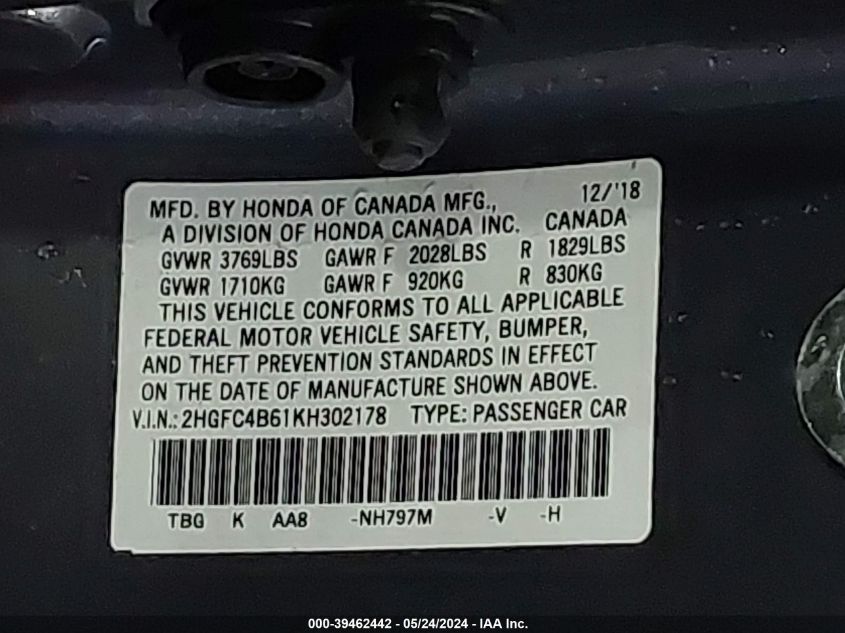 MFD. BY HONDA OF CANADA MFG., 12/'18
A DIVISION OF HONDA CANADA INC. CANADA
GVWR 3769LBS GAWR F 2028LBS R 1829LBS
GVWR 1710KG GAWR F 920KG R 830KG
THIS VEHICLE CONFORMS TO ALL APPLICABLE
FEDERAL MOTOR VEHICLE SAFETY, BUMPER,
AND THEFT PREVENTION STANDARDS IN EFFECT
ON THE DATE OF MANUFACTURE SHOWN ABOVE.
V.I.N.: 2HGFC4B61KH302178 TYPE: PASSENGER CAR
TBG K AA8 -NH797M -V -H
000-39462442 - 05/24/2024 - IAA Inc.